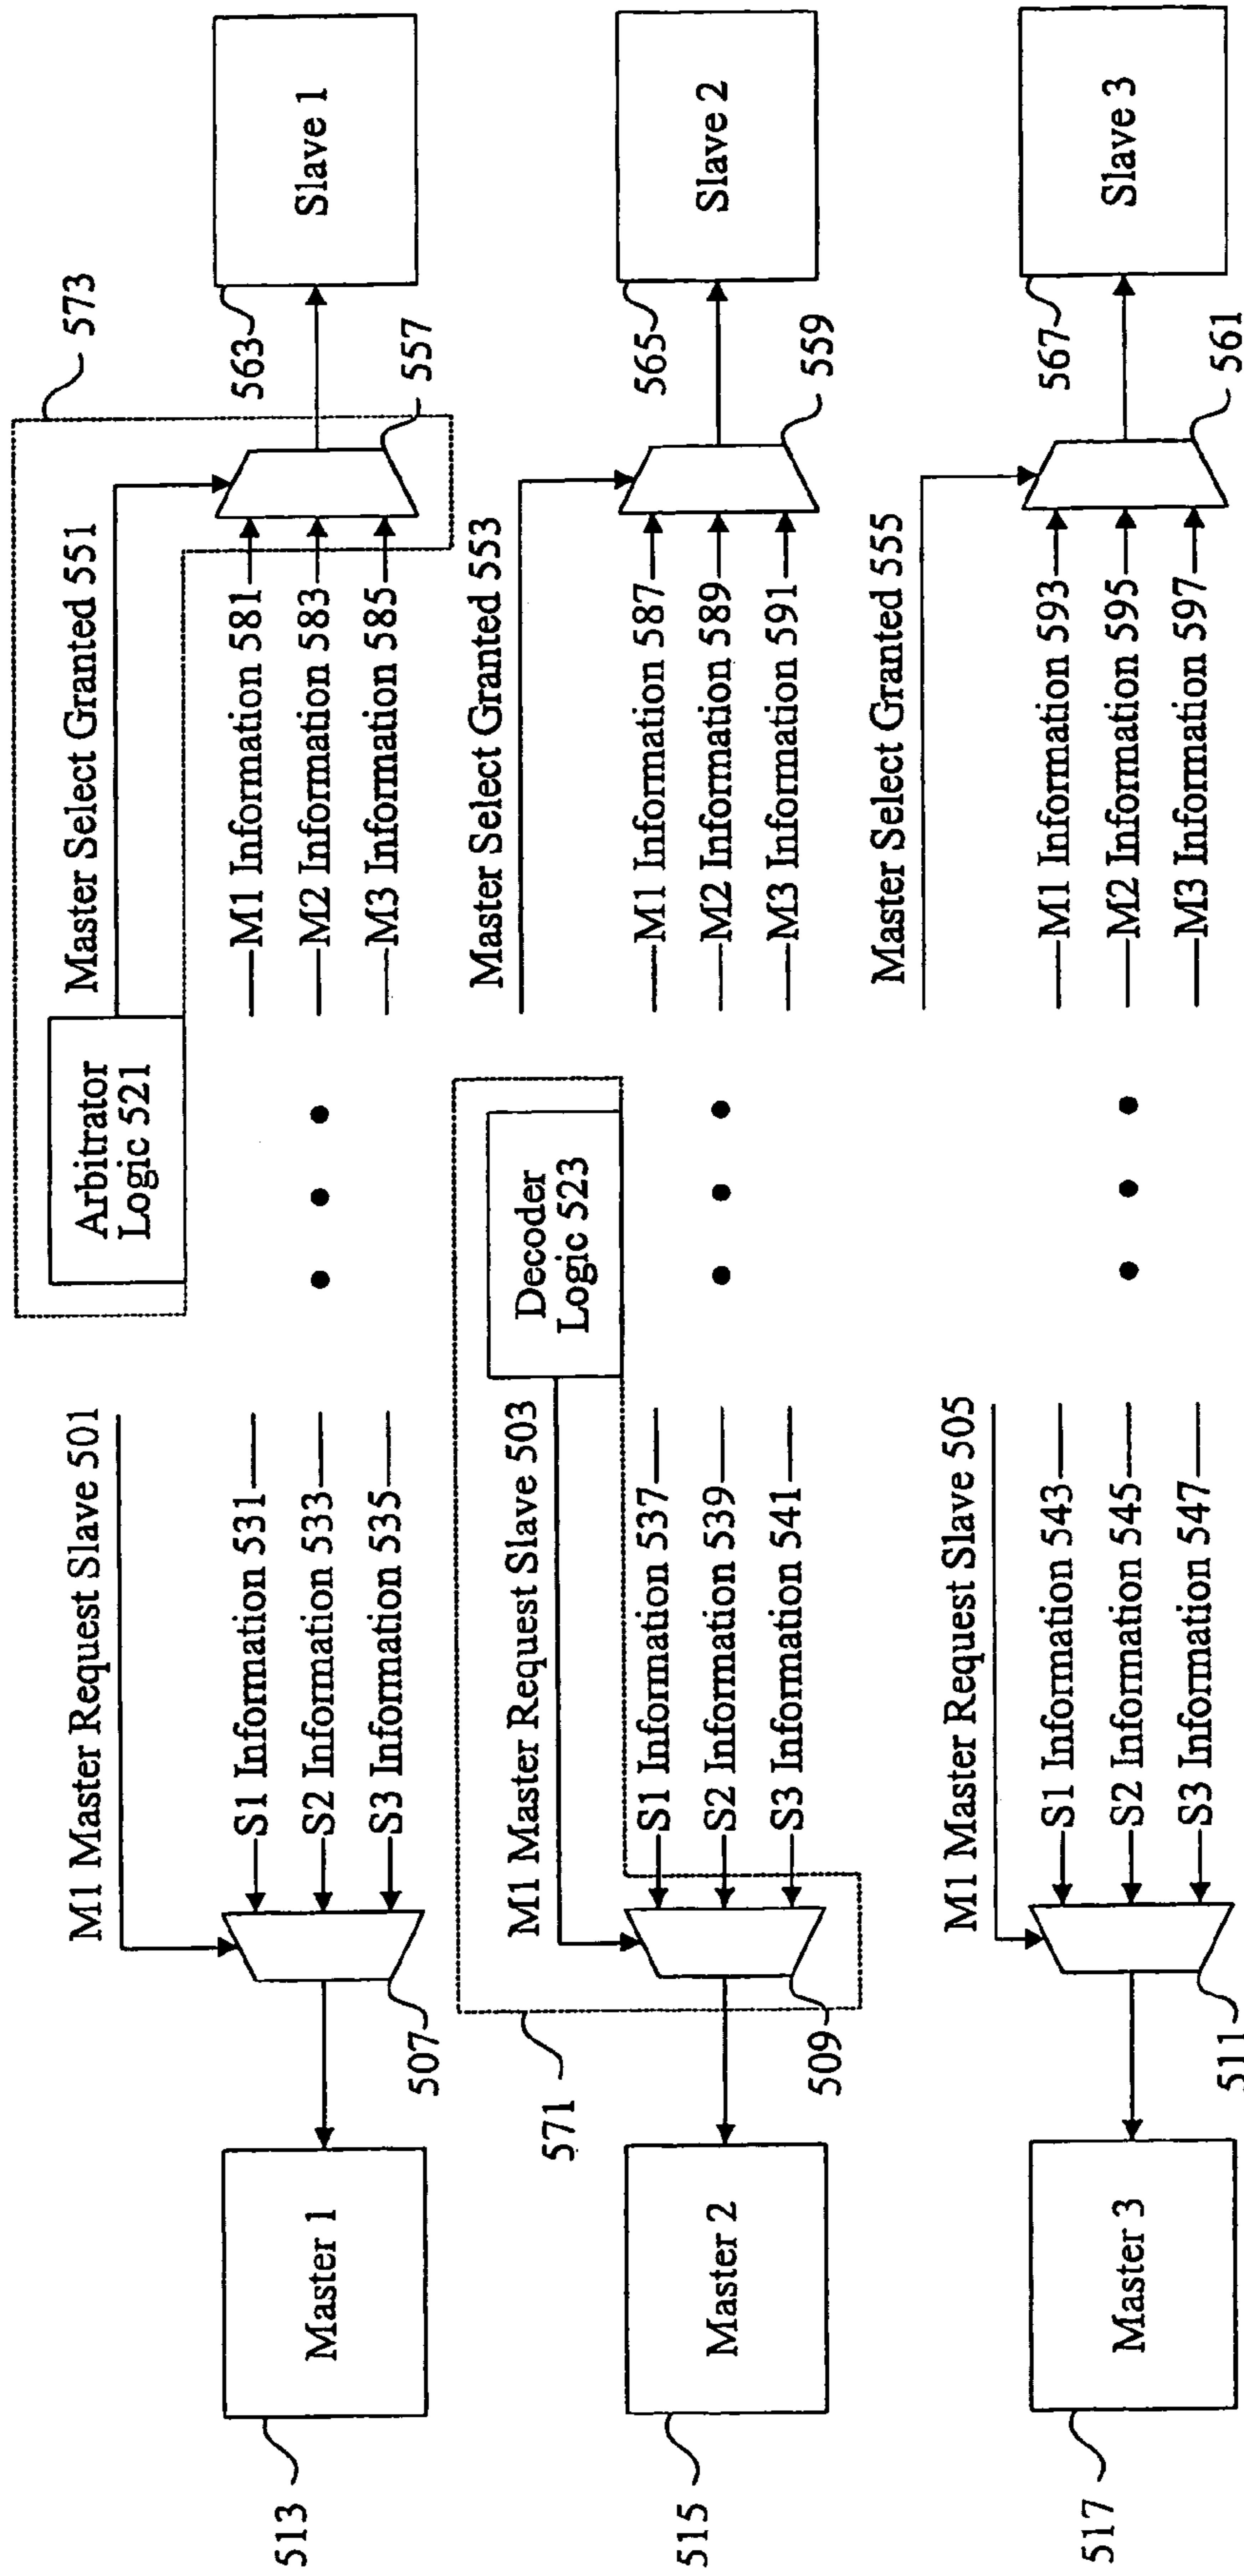 M1 Master Request Slave 501
S1 Information 531
S2 Information 533
S3 Information 535
507
Master 1
513
Arbitrator
Logic 521
Master Select Granted 551
573
M1 Information 581
M2 Information 583
M3 Information 585
557
563
Slave 1
M1 Master Request Slave 503
Decoder
Logic 523
S1 Information 537
S2 Information 539
S3 Information 541
509
571
Master 2
515
Master Select Granted 553
M1 Information 587
M2 Information 589
M3 Information 591
559
565
Slave 2
M1 Master Request Slave 505
S1 Information 543
S2 Information 545
S3 Information 547
511
Master 3
517
Master Select Granted 555
M1 Information 593
M2 Information 595
M3 Information 597
561
567
Slave 3